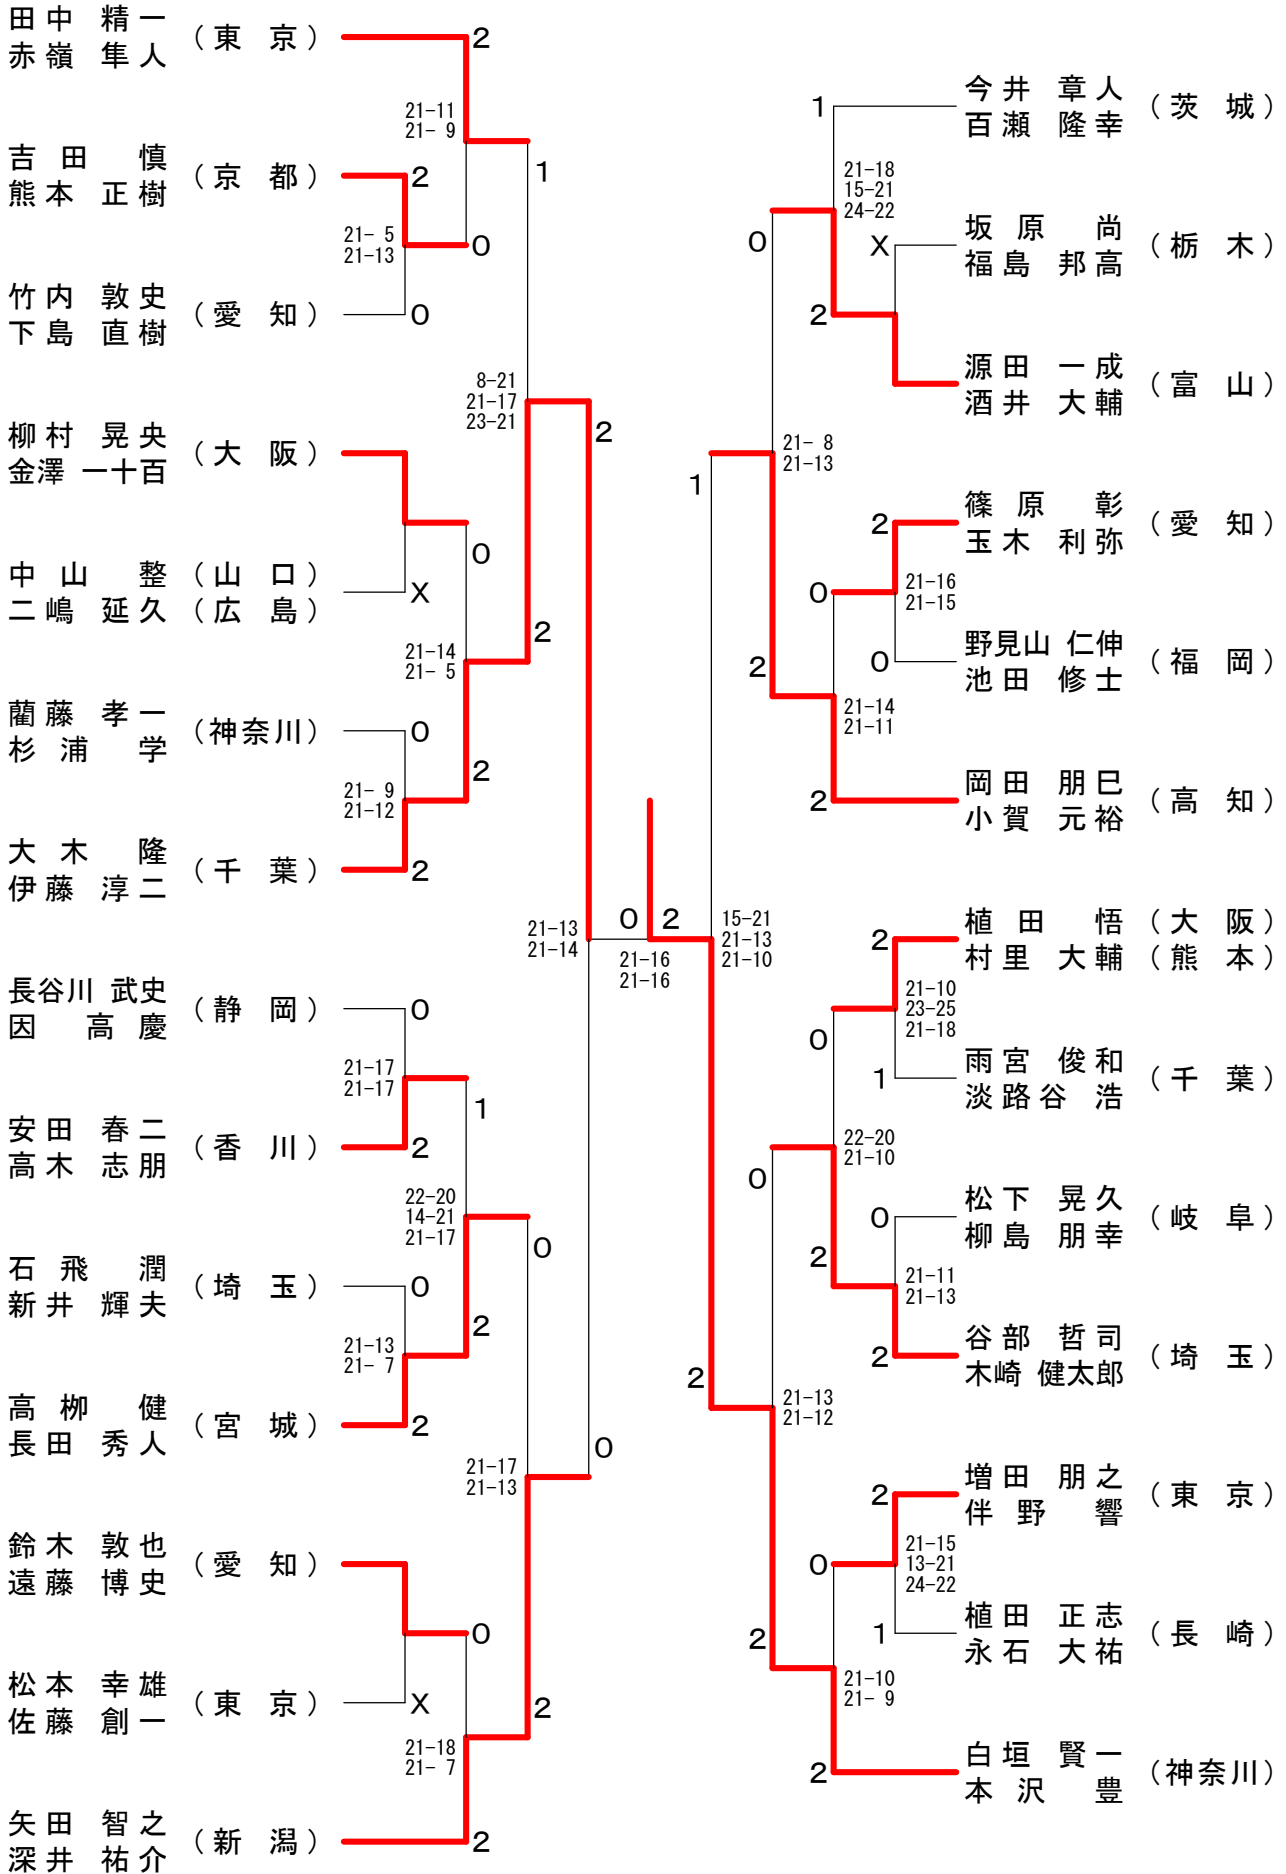 田中 精一
赤嶺 隼人
(東 京)
2
21-11
21- 9
1
吉田 慎
熊本 正樹
(京 都)
2
21- 5
21-13
0
竹内 敦史
下島 直樹
(愛 知)
0
8-21
21-17
23-21
2
柳村 晃央
金澤 一十百
(大 阪)
0
中山 整 (山 口)
二嶋 延久 (広 島)
X
21-14
21- 5
2
藺藤 孝一
杉浦 学
(神奈川)
0
21- 9
21-12
2
大木 隆
伊藤 淳二
(千 葉)
2
21-13
21-14
0
2
21-16
21-16
長谷川 武史
因 高慶
(静 岡)
0
21-17
21-17
1
安田 春二
高木 志朋
(香 川)
2
22-20
14-21
21-17
0
石飛 潤
新井 輝夫
(埼 玉)
0
21-13
21- 7
2
高栁 健
長田 秀人
(宮 城)
2
21-17
21-13
0
鈴木 敦也
遠藤 博史
(愛 知)
0
松本 幸雄
佐藤 創一
(東 京)
X
21-18
21- 7
2
矢田 智之
深井 祐介
(新 潟)
2
1
今井 章人
百瀬 隆幸
(茨 城)
21-18
15-21
24-22
0
X
坂原 尚
福島 邦高
(栃 木)
2
源田 一成
酒井 大輔
(富 山)
21- 8
21-13
1
2
篠原 彰
玉木 利弥
(愛 知)
0
21-16
21-15
0
野見山 仁伸
池田 修士
(福 岡)
2
21-14
21-11
2
岡田 朋巳
小賀 元裕
(高 知)
15-21
21-13
21-10
2
植田 悟 (大 阪)
村里 大輔 (熊 本)
21-10
23-25
21-18
0
1
雨宮 俊和
淡路谷 浩
(千 葉)
22-20
21-10
0
0
松下 晃久
柳島 朋幸
(岐 阜)
2
21-11
21-13
2
谷部 哲司
木崎 健太郎
(埼 玉)
2
21-13
21-12
2
増田 朋之
伴野 響
(東 京)
0
21-15
13-21
24-22
1
植田 正志
永石 大祐
(長 崎)
2
21-10
21- 9
2
白垣 賢一
本沢 豊
(神奈川)